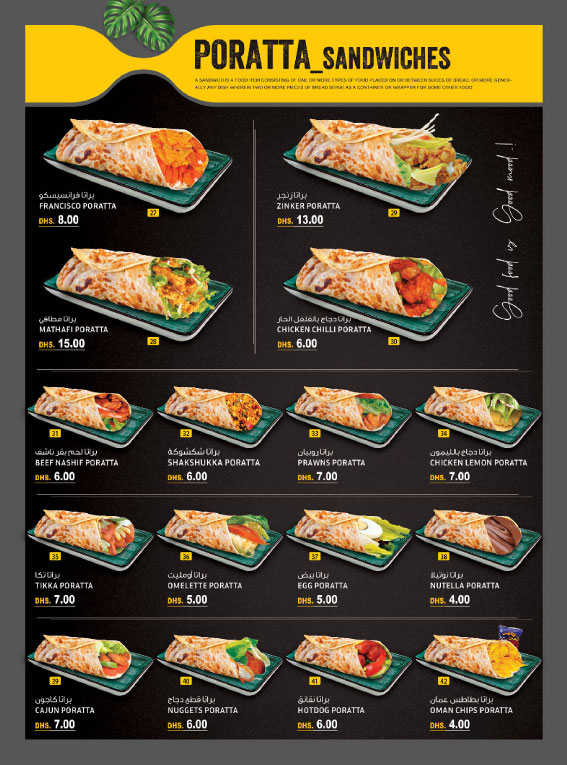 PORATTA_SANDWICHES
A SANDWICH IS A FOOD ITEM CONSISTING OF ONE OR MORE TYPES OF FOOD PLACED ON OR BETWEEN SLICES OF BREAD, OR MORE GENER-
ALLY ANY DISH WHEREIN TWO OR MORE PIECES OF BREAD SERVE AS A CONTAINER OR WRAPPER FOR SOME OTHER FOOD.
Good food is Good mood .!
براتا فرانسيسكو
FRANCISCO PORATTA
DHS. 8.00
27
براتا زنجر
ZINKER PORATTA
DHS. 13.00
29
براتا مطافي
MATHAFI PORATTA
DHS. 15.00
28
براتا دجاج بالفلفل الحار
CHICKEN CHILLI PORATTA
DHS. 6.00
30
31
براتا لحم بقر ناشف
BEEF NASHIF PORATTA
DHS. 6.00
32
براتا شكشوكة
SHAKSHUKKA PORATTA
DHS. 6.00
33
براتا روبيان
PRAWNS PORATTA
DHS. 7.00
34
براتا دجاج بالليمون
CHICKEN LEMON PORATTA
DHS. 7.00
35
براتا تكا
TIKKA PORATTA
DHS. 7.00
36
براتا أومليت
OMELETTE PORATTA
DHS. 5.00
37
براتا بيض
EGG PORATTA
DHS. 5.00
38
براتا نوتيلا
NUTELLA PORATTA
DHS. 4.00
39
براتا كاجون
CAJUN PORATTA
DHS. 7.00
40
براتا قطع دجاج
NUGGETS PORATTA
DHS. 6.00
41
براتا نقانق
HOTDOG PORATTA
DHS. 6.00
42
براتا بطاطس عمان
OMAN CHIPS PORATTA
DHS. 4.00